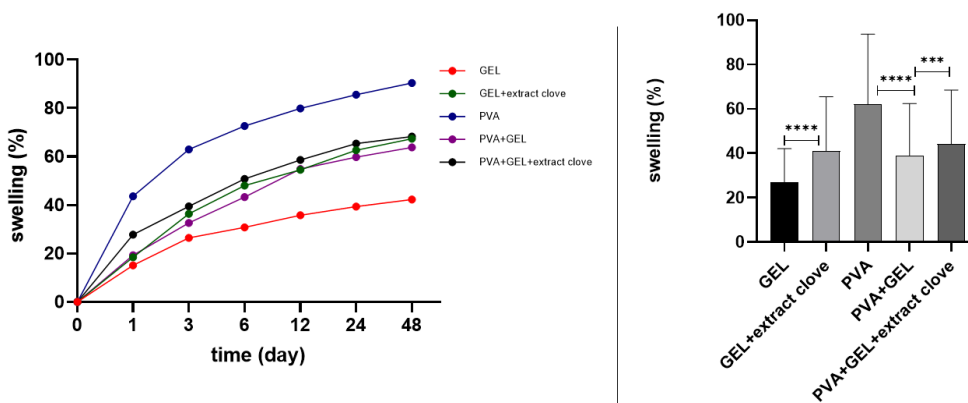 100
80
60
40
20
0
swelling (%)
0 1 3 6 12 24 48
time (day)
GEL
GEL+extract clove
PVA
PVA+GEL
PVA+GEL+extract clove
100
80
60
40
20
0
swelling (%)
****
****
***
GEL
GEL+extract clove
PVA
PVA+GEL
PVA+GEL+extract clove